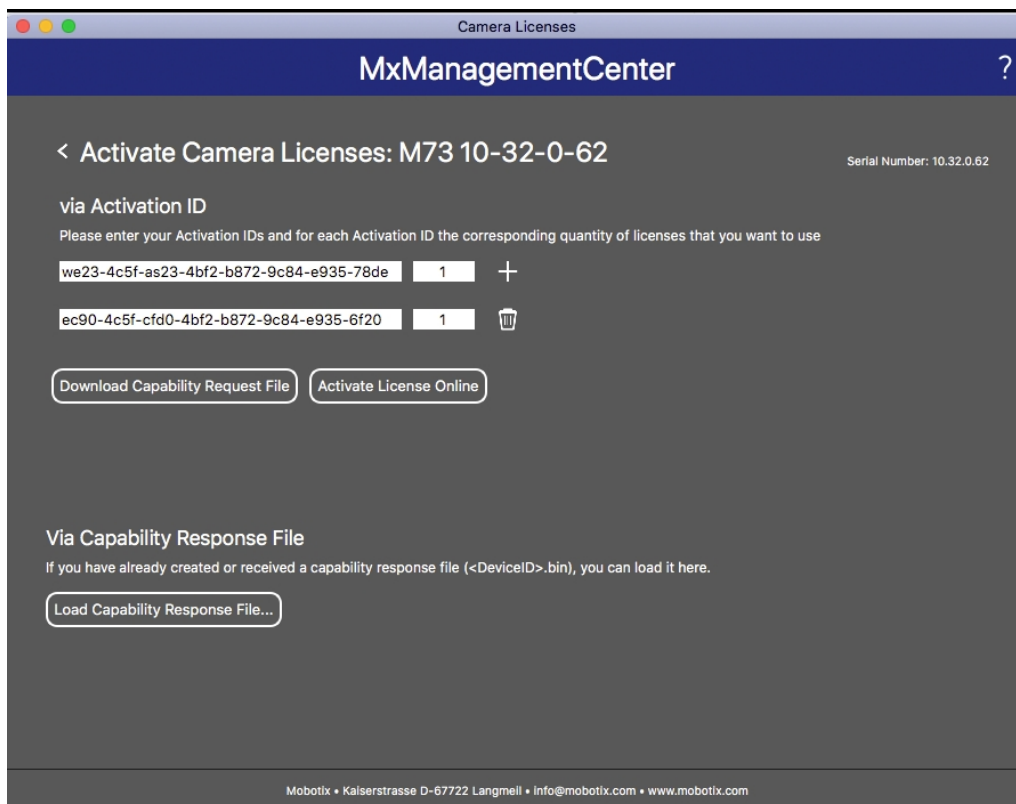 Camera Licenses
MxManagementCenter ?
< Activate Camera Licenses: M73 10-32-0-62
Serial Number: 10.32.0.62
via Activation ID
Please enter your Activation IDs and for each Activation ID the corresponding quantity of licenses that you want to use
we23-4c5f-as23-4bf2-b872-9c84-e935-78de 1 +
ec90-4c5f-cfd0-4bf2-b872-9c84-e935-6f20 1
Download Capability Request File Activate License Online
Via Capability Response File
If you have already created or received a capability response file (<DeviceID>.bin), you can load it here.
Load Capability Response File...
Mobotix • Kaiserstrasse D-67722 Langmeil • info@mobotix.com • www.mobotix.com